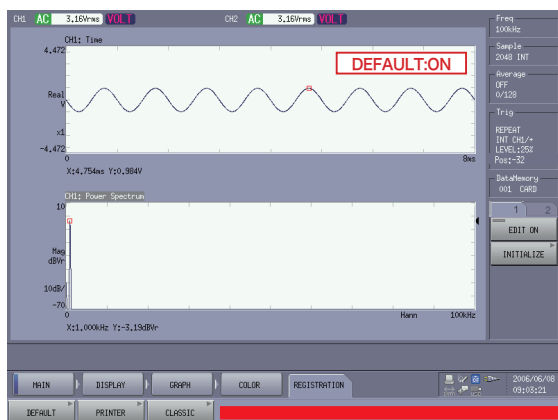 CH1 AC 3.16Vrms VOLT CH2 AC 3.16Vrms VOLT
CH1: Time
4.472
DEFAULT:ON
Real
V
x1
-4.472
0 8ms
X:4.754ms Y:0.984V
CH1: Power Spectrum
10
Mag
dBVr
10dB/
-70
0 Hann 100kHz
X:1.000kHz Y:-3.19dBVr
Freq
100kHz
Sample
2048 INT
Average
OFF
0/128
Trig
REPEAT
INT CH1/+
LEVEL:25%
Pos:-32
DataMemory
001 CARD
1 2
EDIT ON
INITIALIZE
MAIN DISPLAY GRAPH COLOR REGISTRATION
2006/06/08
09:03:21
DEFAULT PRINTER CLASSIC